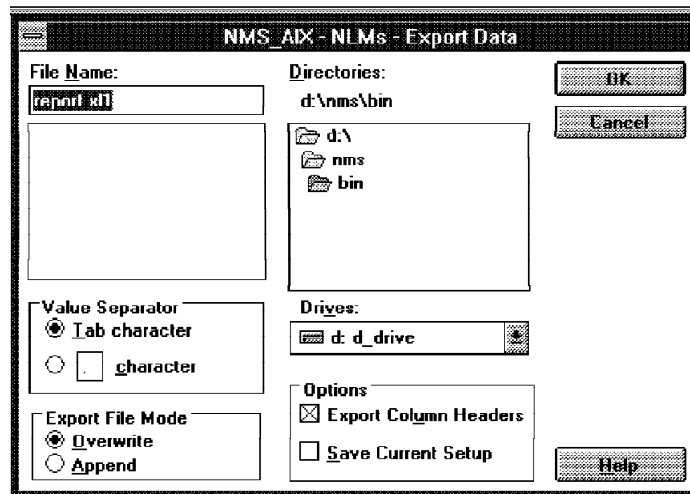 NMS_AIX - NLMs - Export Data
File Name:
report.xl1
Directories:
d:\nms\bin
d:\
nms
bin
OK
Cancel
Value Separator
Tab character
character
Drives:
d: d_drive
Export File Mode
Overwrite
Append
Options
Export Column Headers
Save Current Setup
Help